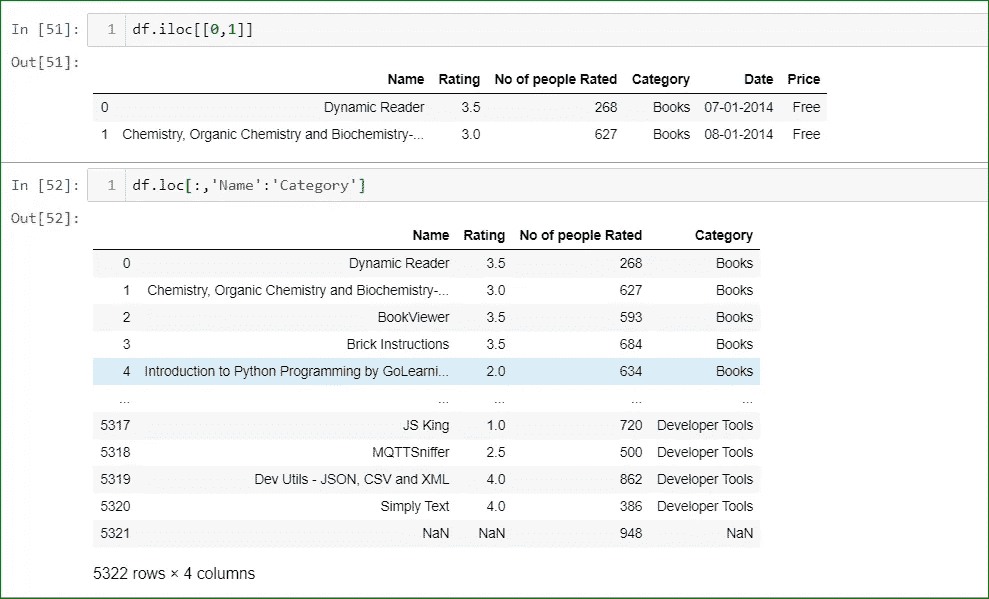 In [51]: 1 df.iloc[[0,1]]
Out[51]:
Name Rating No of people Rated Category Date Price
0 Dynamic Reader 3.5 268 Books 07-01-2014 Free
1 Chemistry, Organic Chemistry and Biochemistry-... 3.0 627 Books 08-01-2014 Free
In [52]: 1 df.loc[:,'Name':'Category']
Out[52]:
Name Rating No of people Rated Category
0 Dynamic Reader 3.5 268 Books
1 Chemistry, Organic Chemistry and Biochemistry-... 3.0 627 Books
2 BookViewer 3.5 593 Books
3 Brick Instructions 3.5 684 Books
4 Introduction to Python Programming by GoLearni... 2.0 634 Books
... ... ... ... ...
5317 JS King 1.0 720 Developer Tools
5318 MQTTSniffer 2.5 500 Developer Tools
5319 Dev Utils - JSON, CSV and XML 4.0 862 Developer Tools
5320 Simply Text 4.0 386 Developer Tools
5321 NaN NaN 948 NaN
5322 rows × 4 columns